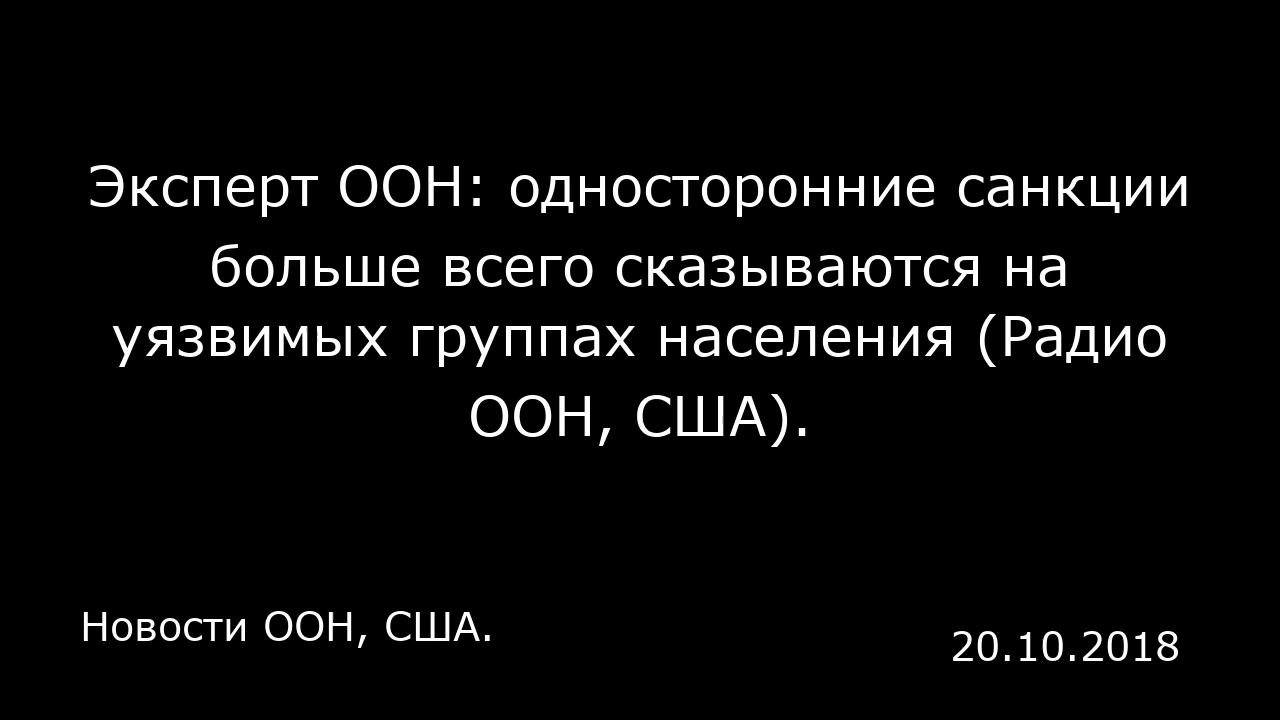 Эксперт ООН: односторонние санкции
больше всего сказываются на
уязвимых группах населения (Радио
ООН, США).
Новости ООН, США.
20.10.2018